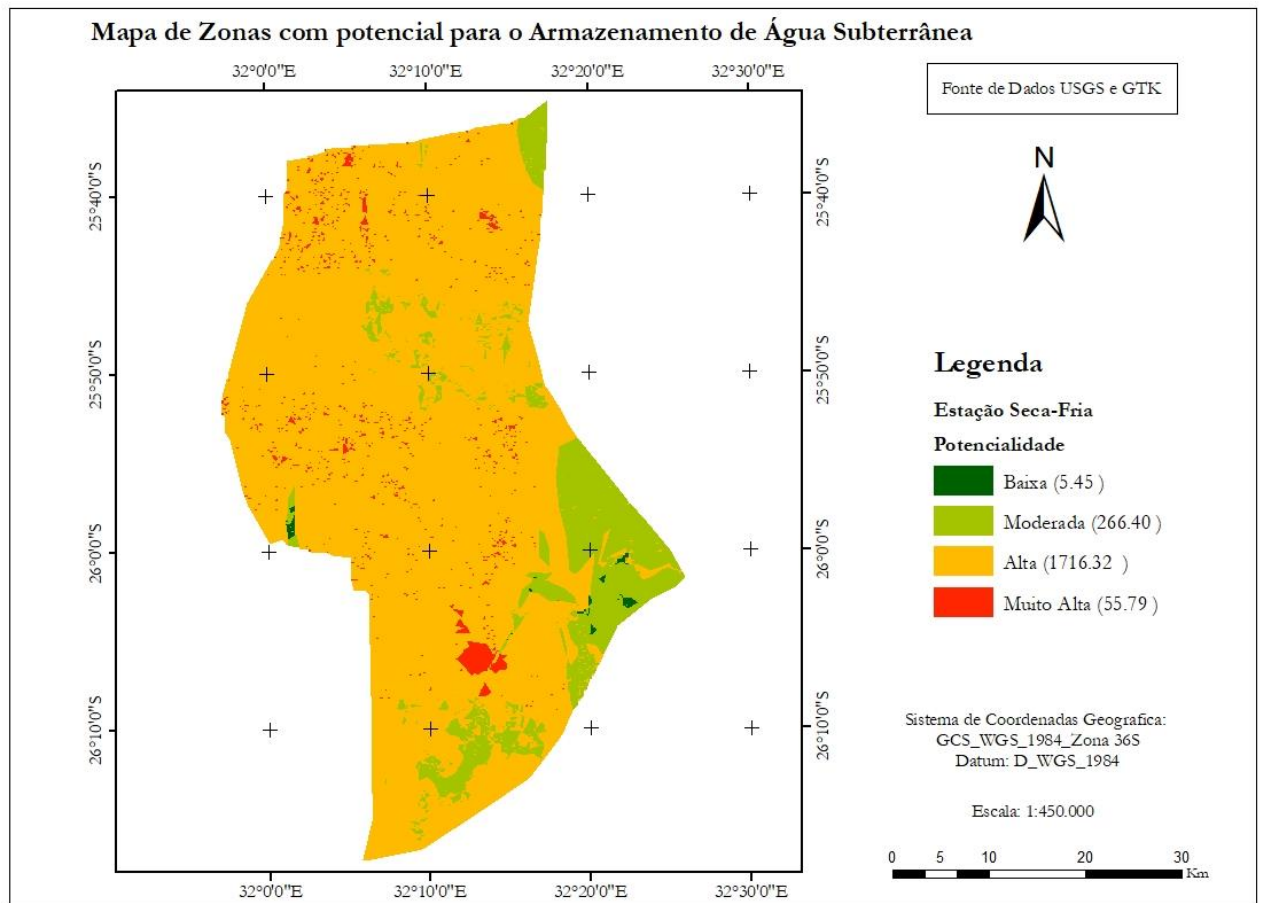 Mapa de Zonas com potencial para o Armazenamento de Água Subterrânea
32°0'0"E 32°10'0"E 32°20'0"E 32°30'0"E
Fonte de Dados USGS e GTK
N
25°40'0"S 25°40'0"S
25°50'0"S 25°50'0"S
26°0'0"S 26°0'0"S
26°10'0"S 26°10'0"S
Legenda
Estação Seca-Fria
Potencialidade
Baixa (5.45 )
Moderada (266.40 )
Alta (1716.32 )
Muito Alta (55.79 )
Sistema de Coordenadas Geografica:
GCS_WGS_1984_Zona 36S
Datum: D_WGS_1984
Escala: 1:450.000
0 5 10 20 30
Km
32°0'0"E 32°10'0"E 32°20'0"E 32°30'0"E